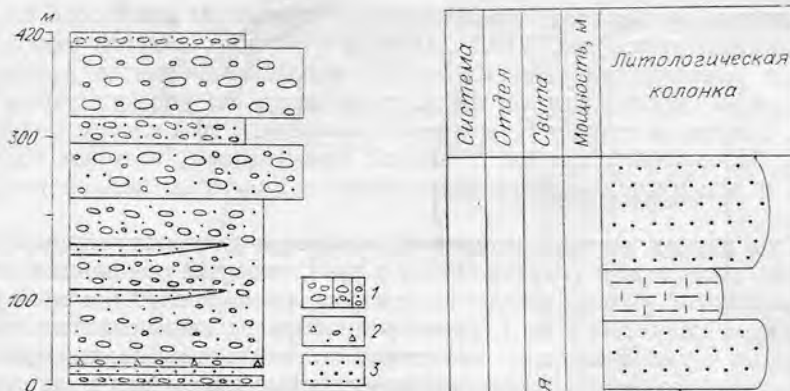 м
420
300
100
0
1
2
3
Система
Отдел
Свита
Мощность, м
Литологическая
колонка
я